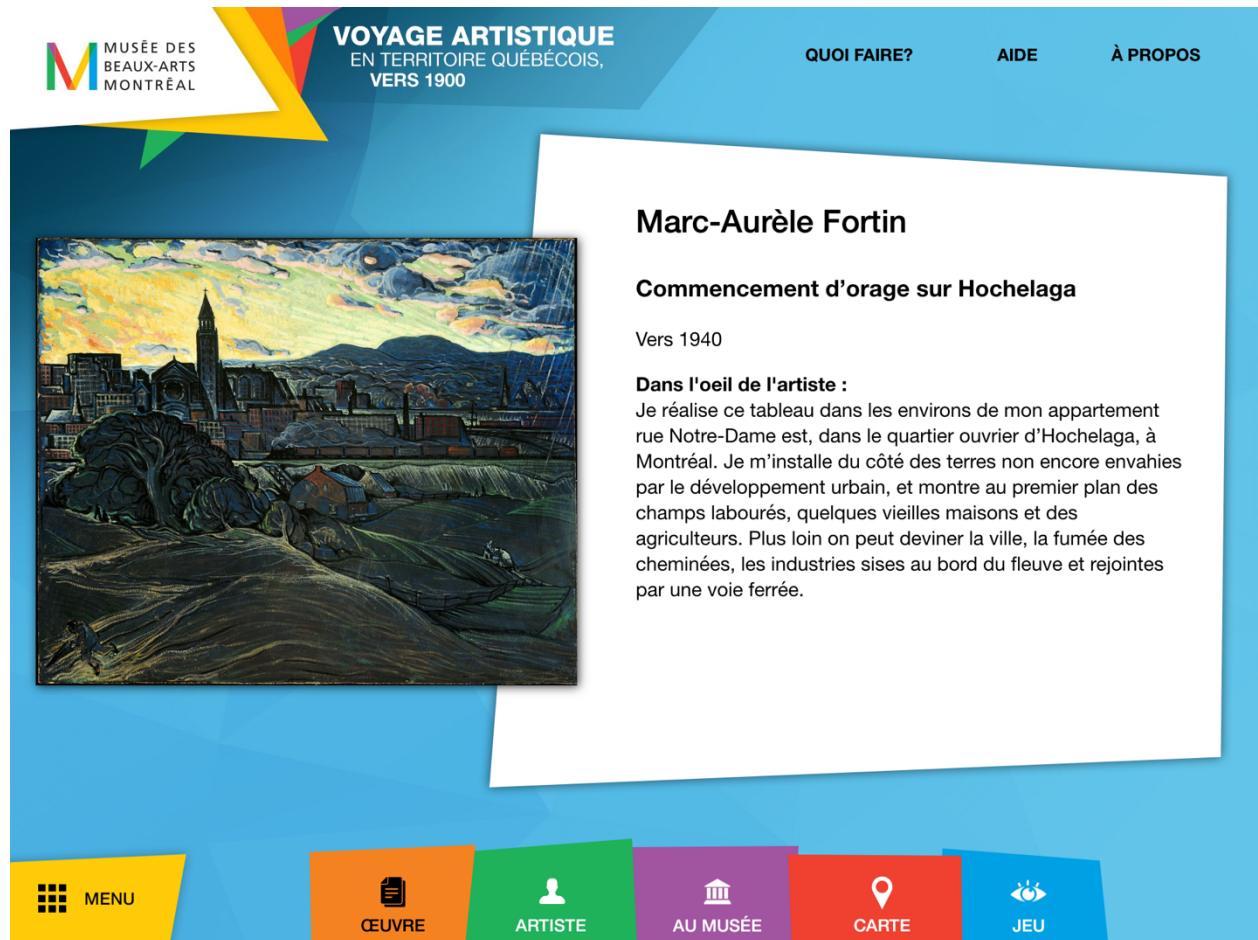 MUSÉE DES
BEAUX-ARTS
MONTRÉAL
VOYAGE ARTISTIQUE
EN TERRITOIRE QUÉBÉCOIS,
VERS 1900
QUOI FAIRE?
AIDE
À PROPOS
Marc-Aurèle Fortin
Commencement d’orage sur Hochelaga
Vers 1940
Dans l'oeil de l'artiste :
Je réalise ce tableau dans les environs de mon appartement
rue Notre-Dame est, dans le quartier ouvrier d’Hochelaga, à
Montréal. Je m’installe du côté des terres non encore envahies
par le développement urbain, et montre au premier plan des
champs labourés, quelques vieilles maisons et des
agriculteurs. Plus loin on peut deviner la ville, la fumée des
cheminées, les industries sises au bord du fleuve et rejointes
par une voie ferrée.
MENU
ŒUVRE
ARTISTE
AU MUSÉE
CARTE
JEU